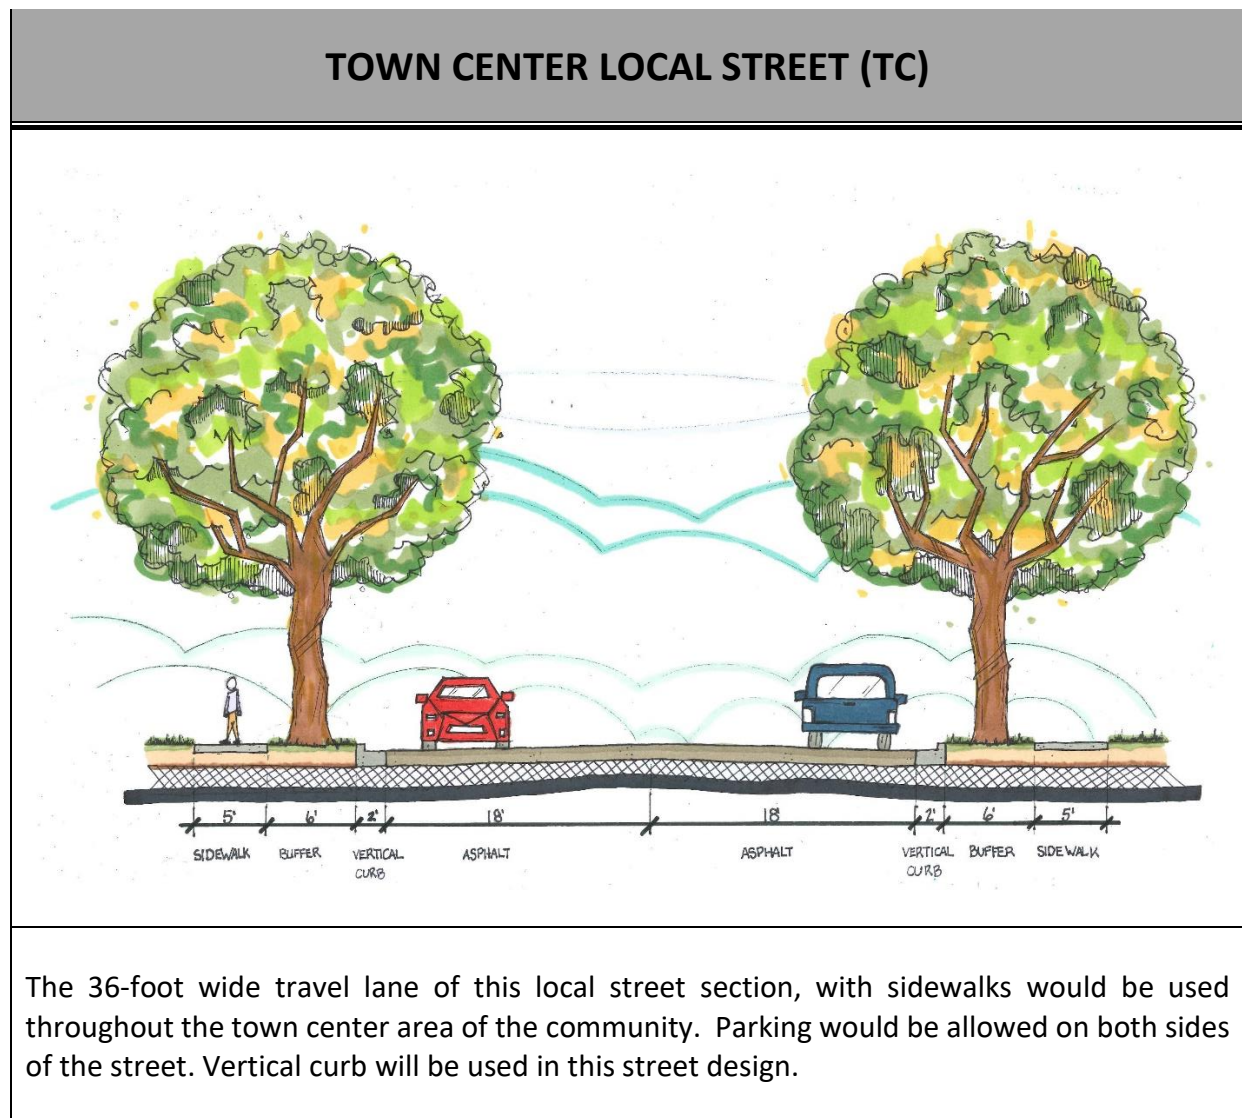 TOWN CENTER LOCAL STREET (TC)
5' 6' 2' 18' 18' 2' 6' 5'
SIDEWALK BUFFER VERTICAL CURB ASPHALT ASPHALT VERTICAL CURB BUFFER SIDEWALK
The 36-foot wide travel lane of this local street section, with sidewalks would be used
throughout the town center area of the community. Parking would be allowed on both sides
of the street. Vertical curb will be used in this street design.